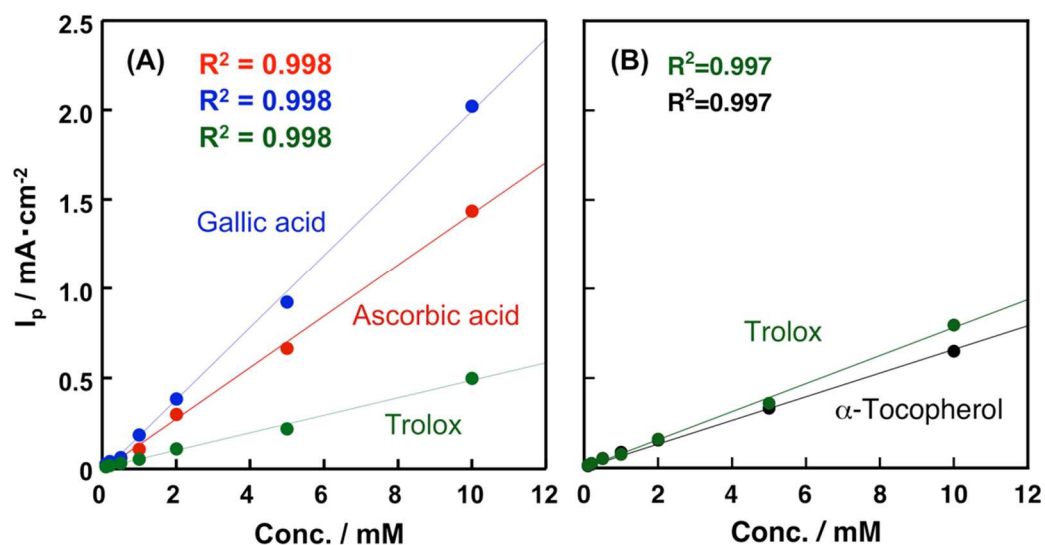 (A)
R² = 0.998
R² = 0.998
R² = 0.998
Gallic acid
Ascorbic acid
Trolox
2.5
2.0
1.5
1.0
0.5
0
Iₚ / mA·cm⁻²
0 2 4 6 8 10 12
Conc. / mM
(B)
R²=0.997
R²=0.997
Trolox
α-Tocopherol
0 2 4 6 8 10 12
Conc. / mM